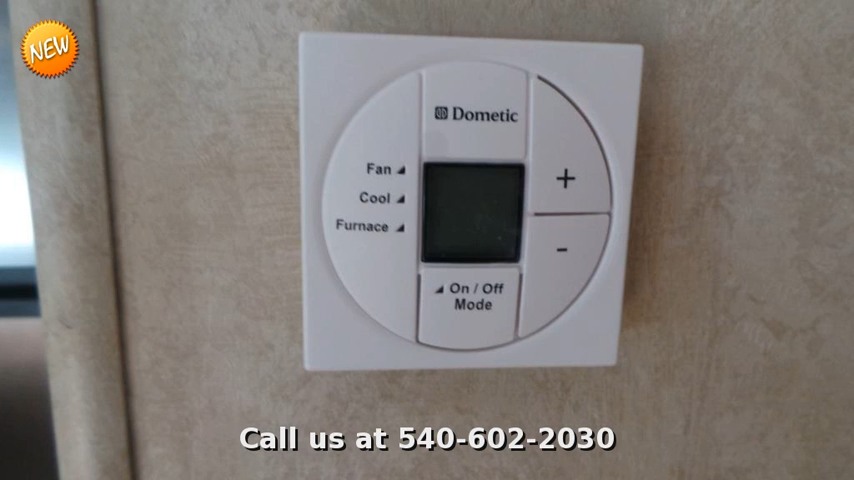 NEW
Dometic
Fan
Cool
Furnace
+
-
On / Off
Mode
Call us at 540-602-2030